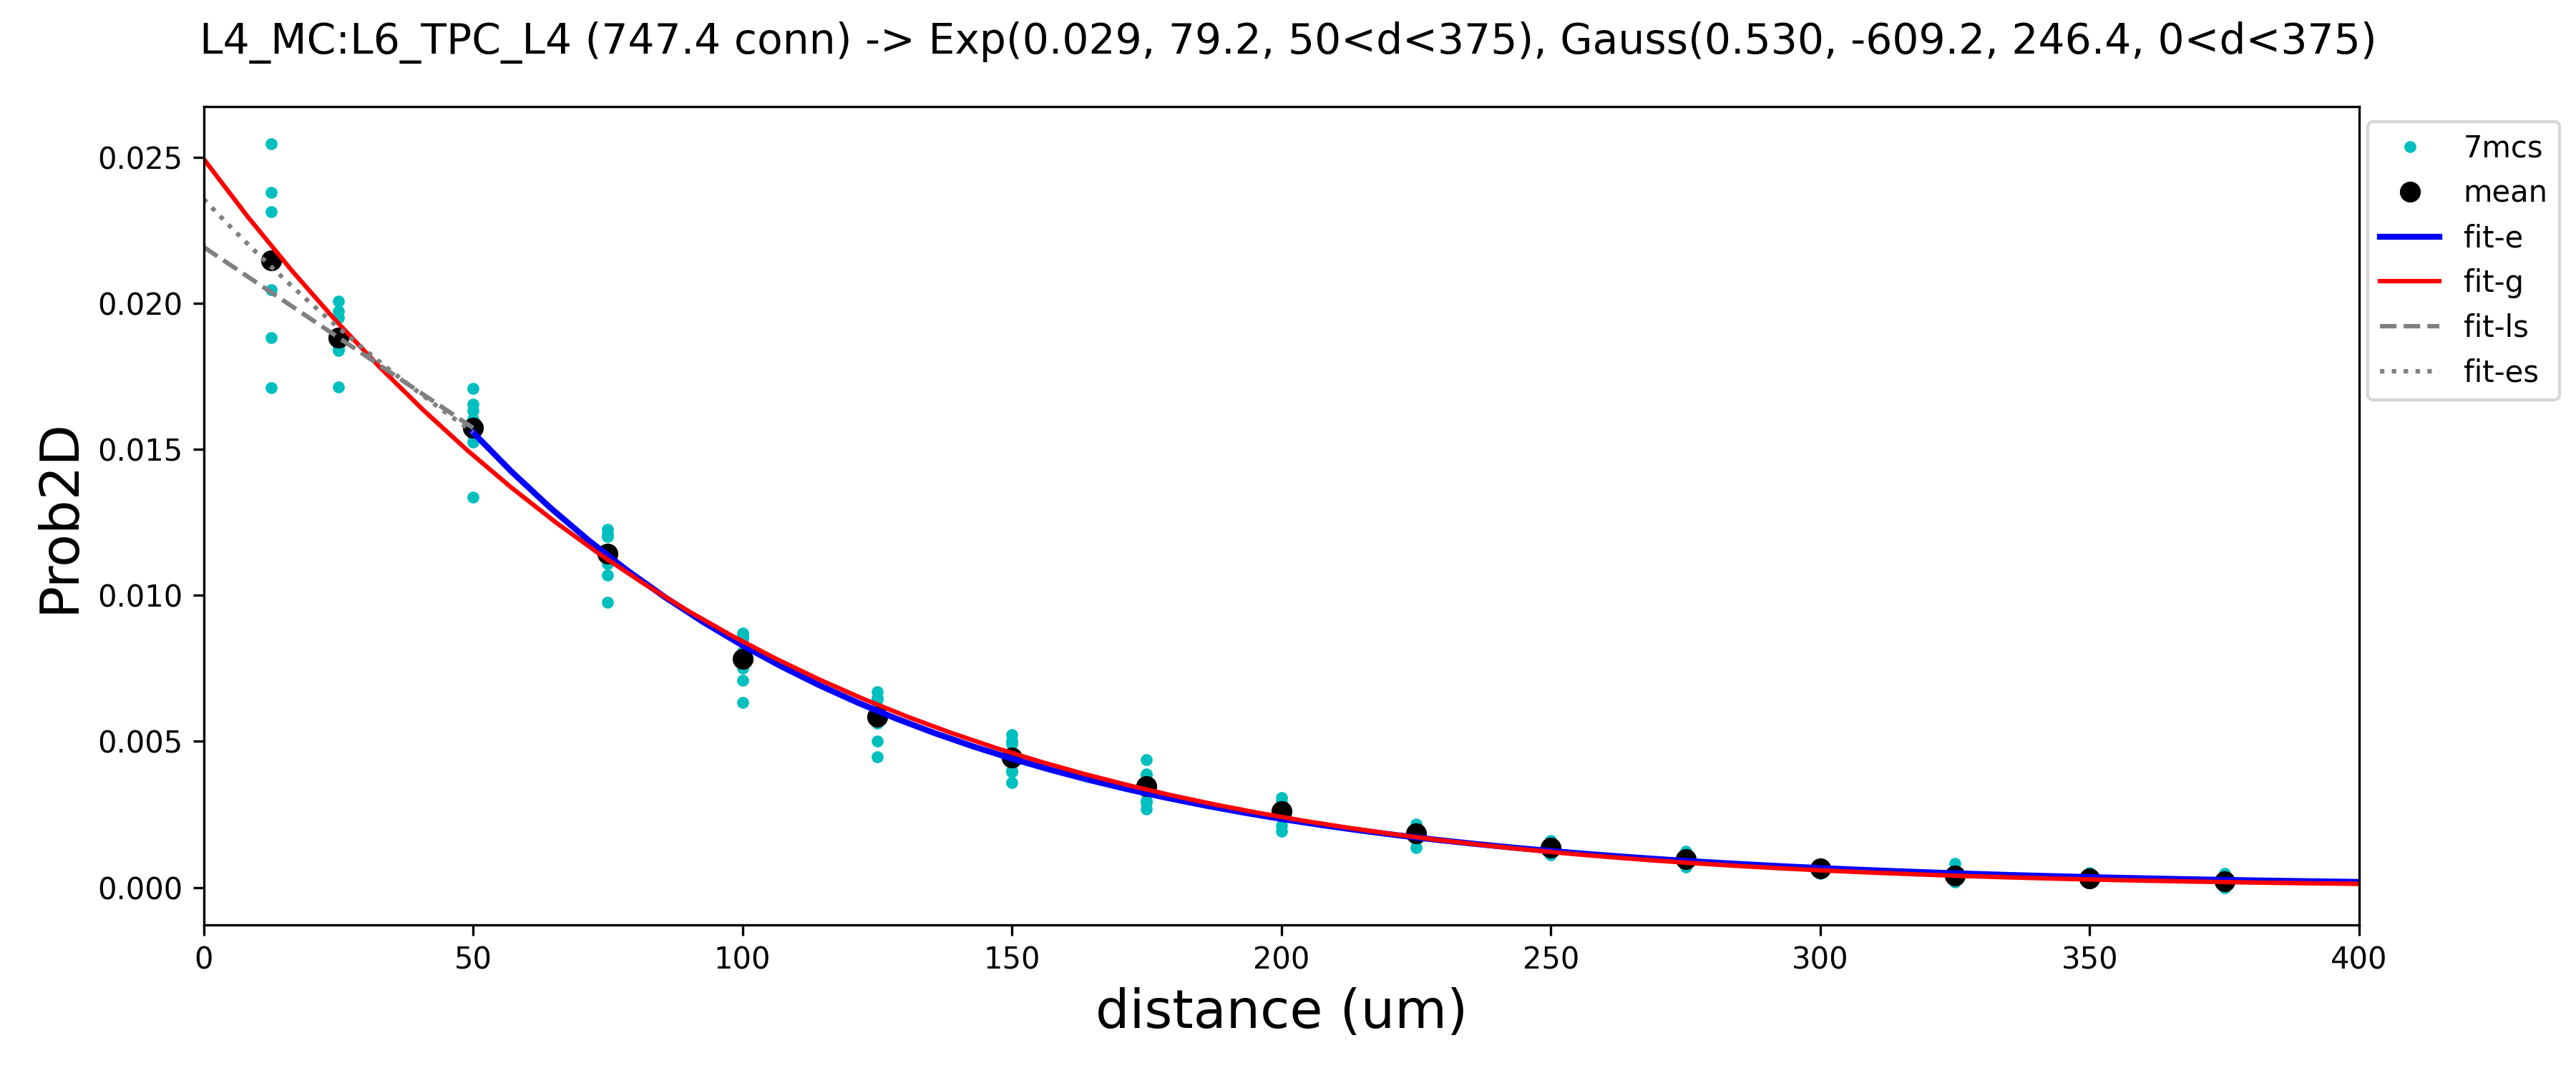 L4_MC:L6_TPC_L4 (747.4 conn) -> Exp(0.029, 79.2, 50<d<375), Gauss(0.530, -609.2, 246.4, 0<d<375)
7mcs
mean
fit-e
fit-g
fit-ls
fit-es
Prob2D
0.025
0.020
0.015
0.010
0.005
0.000
0
50
100
150
200
250
300
350
400
distance (um)